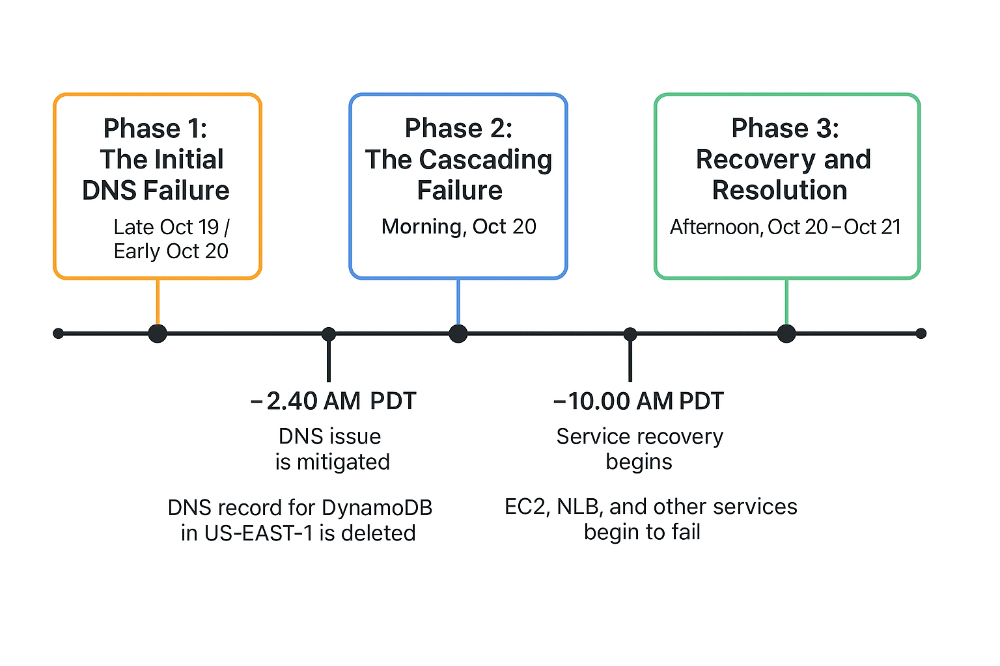 Phase 1:
The Initial
DNS Failure
Late Oct 19 /
Early Oct 20
Phase 2:
The Cascading
Failure
Morning, Oct 20
Phase 3:
Recovery and
Resolution
Afternoon, Oct 20 – Oct 21
–2.40 AM PDT
DNS issue
is mitigated
DNS record for DynamoDB
in US-EAST-1 is deleted
–10.00 AM PDT
Service recovery
begins
EC2, NLB, and other services
begin to fail